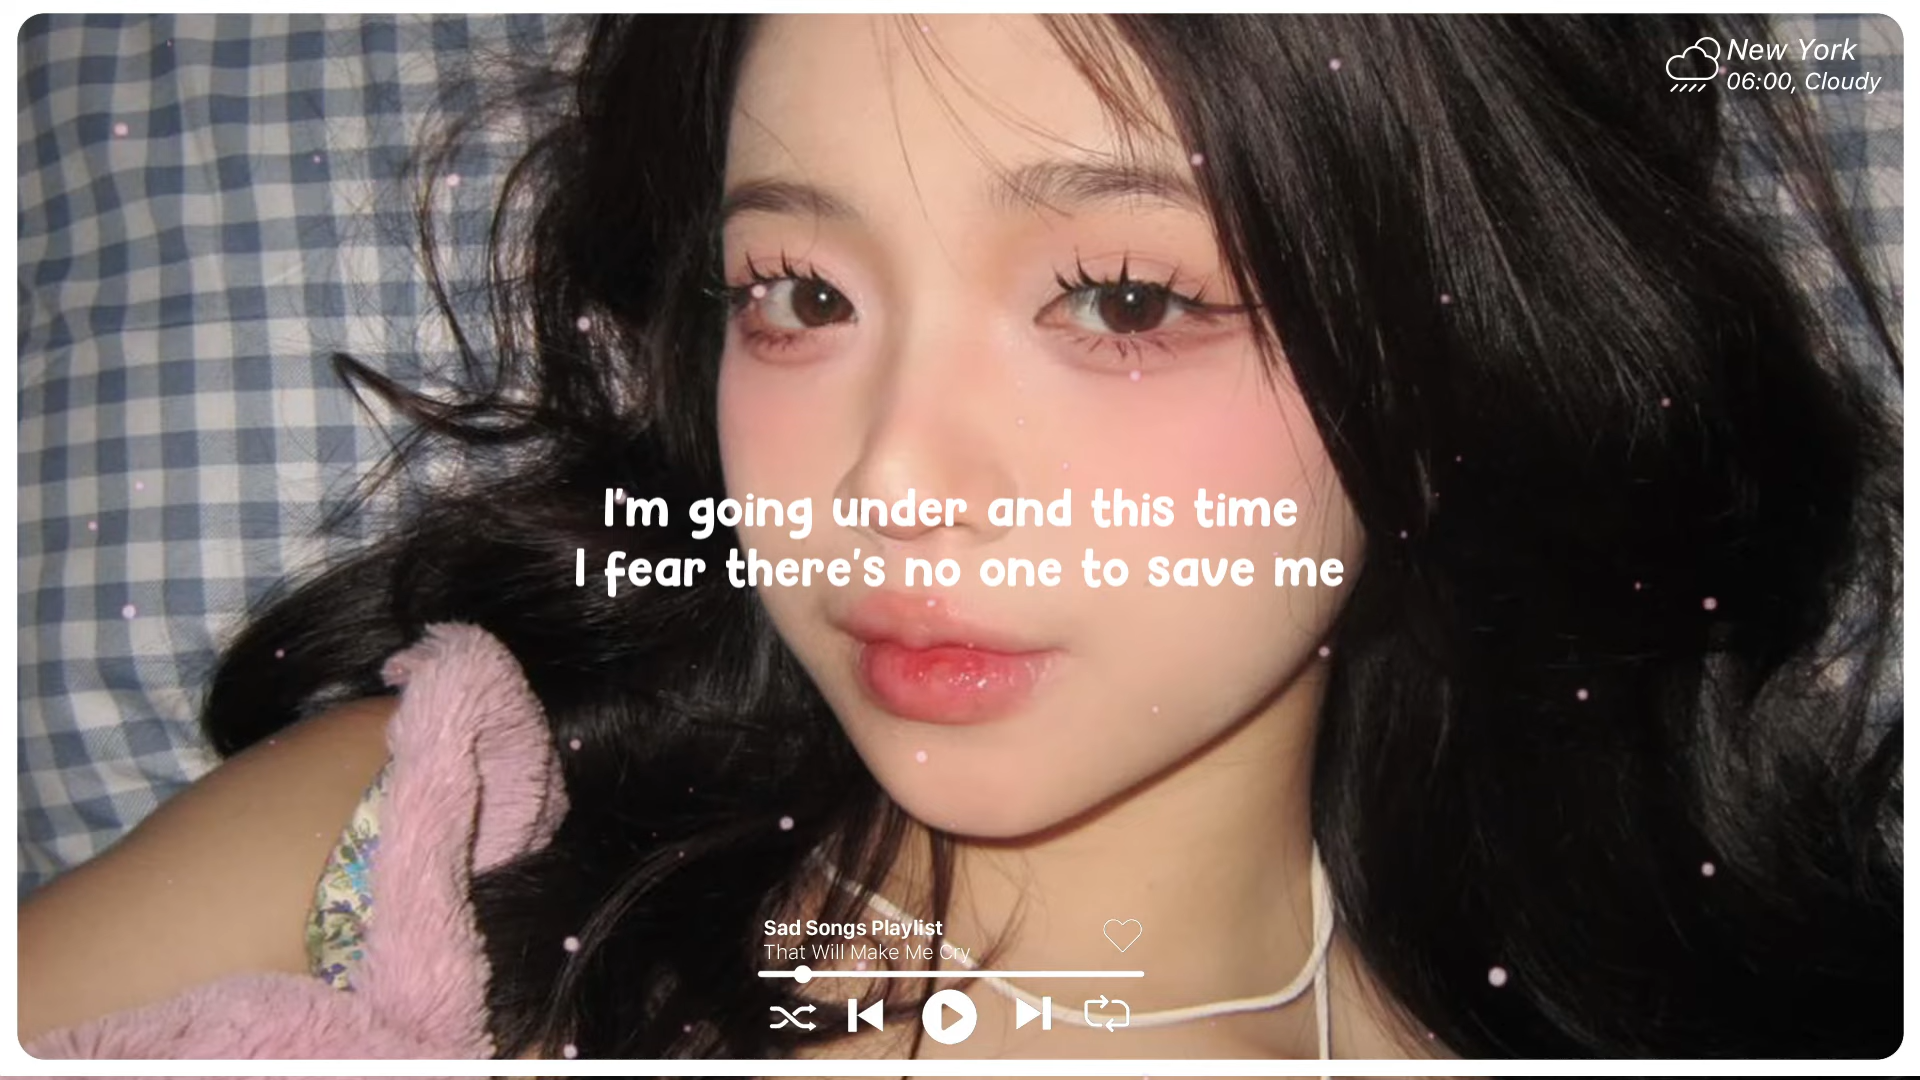 New York
06:00, Cloudy
I'm going under and this time
I fear there's no one to save me
Sad Songs Playlist
That Will Make Me Cry